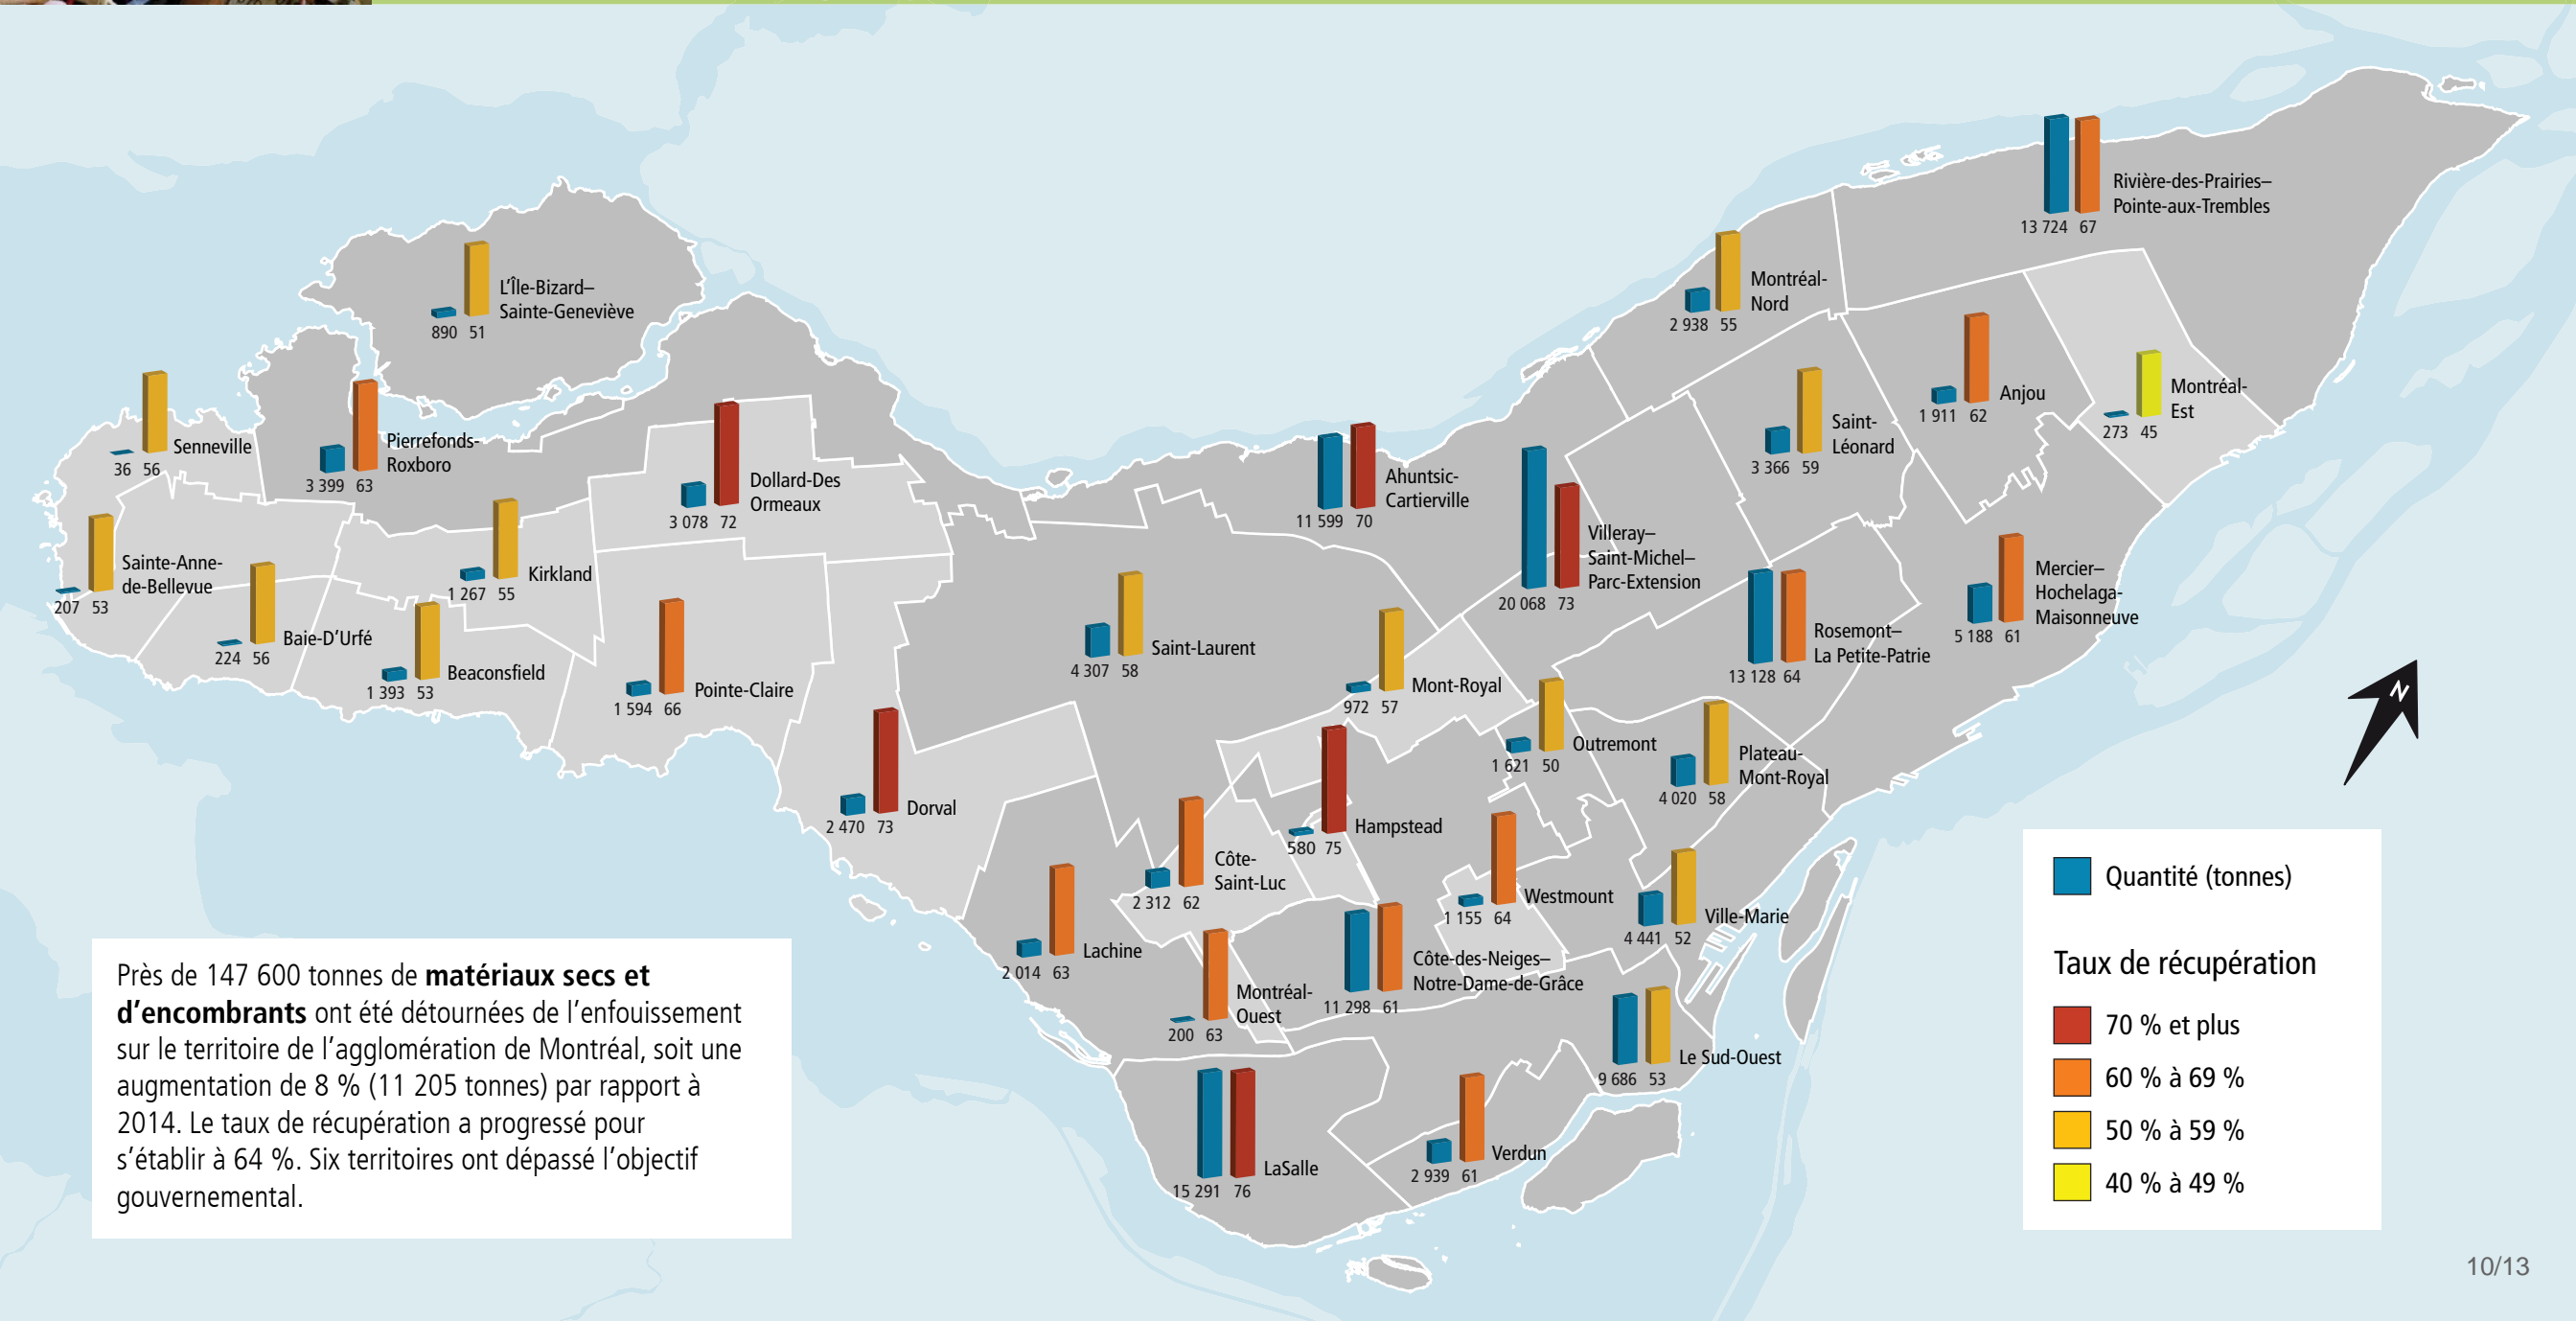 Rivière-des-Prairies–
Pointe-aux-Trembles
13 724 67
L'Île-Bizard–
Sainte-Geneviève
890 51
Montréal-
Nord
2 938 55
Senneville
36 56
Pierrefonds-
Roxboro
3 399 63
Dollard-Des
Ormeaux
3 078 72
Ahuntsic-
Cartierville
11 599 70
Villeray–
Saint-Michel–
Parc-Extension
20 068 73
Saint-
Léonard
3 366 59
Anjou
1 911 62
Montréal-
Est
273 45
Sainte-Anne-
de-Bellevue
207 53
Baie-D'Urfé
224 56
Kirkland
1 267 55
Beaconsfield
1 393 53
Pointe-Claire
1 594 66
Saint-Laurent
4 307 58
Mont-Royal
972 57
Rosemont–
La Petite-Patrie
13 128 64
Mercier–
Hochelaga-
Maisonneuve
5 188 61
Dorval
2 470 73
Hampstead
580 75
Outremont
1 621 50
Plateau-
Mont-Royal
4 020 58
Côte-
Saint-Luc
2 312 62
Westmount
1 155 64
Ville-Marie
4 441 52
Lachine
2 014 63
Montréal-
Ouest
200 63
Côte-des-Neiges–
Notre-Dame-de-Grâce
11 298 61
Le Sud-Ouest
9 686 53
LaSalle
15 291 76
Verdun
2 939 61
N
Près de 147 600 tonnes de matériaux secs et
d'encombrants ont été détournées de l'enfouissement
sur le territoire de l'agglomération de Montréal, soit une
augmentation de 8 % (11 205 tonnes) par rapport à
2014. Le taux de récupération a progressé pour
s'établir à 64 %. Six territoires ont dépassé l'objectif
gouvernemental.
Quantité (tonnes)
Taux de récupération
70 % et plus
60 % à 69 %
50 % à 59 %
40 % à 49 %
10/13